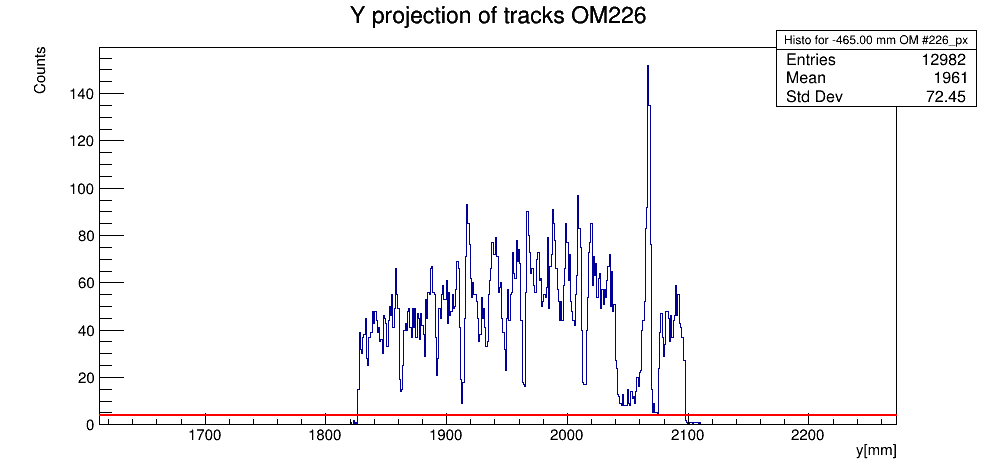 Y projection of tracks OM226
Histo for -465.00 mm OM #226_px
Entries 12982
Mean 1961
Std Dev 72.45
Counts
140
120
100
80
60
40
20
0
1700 1800 1900 2000 2100 2200
y[mm]